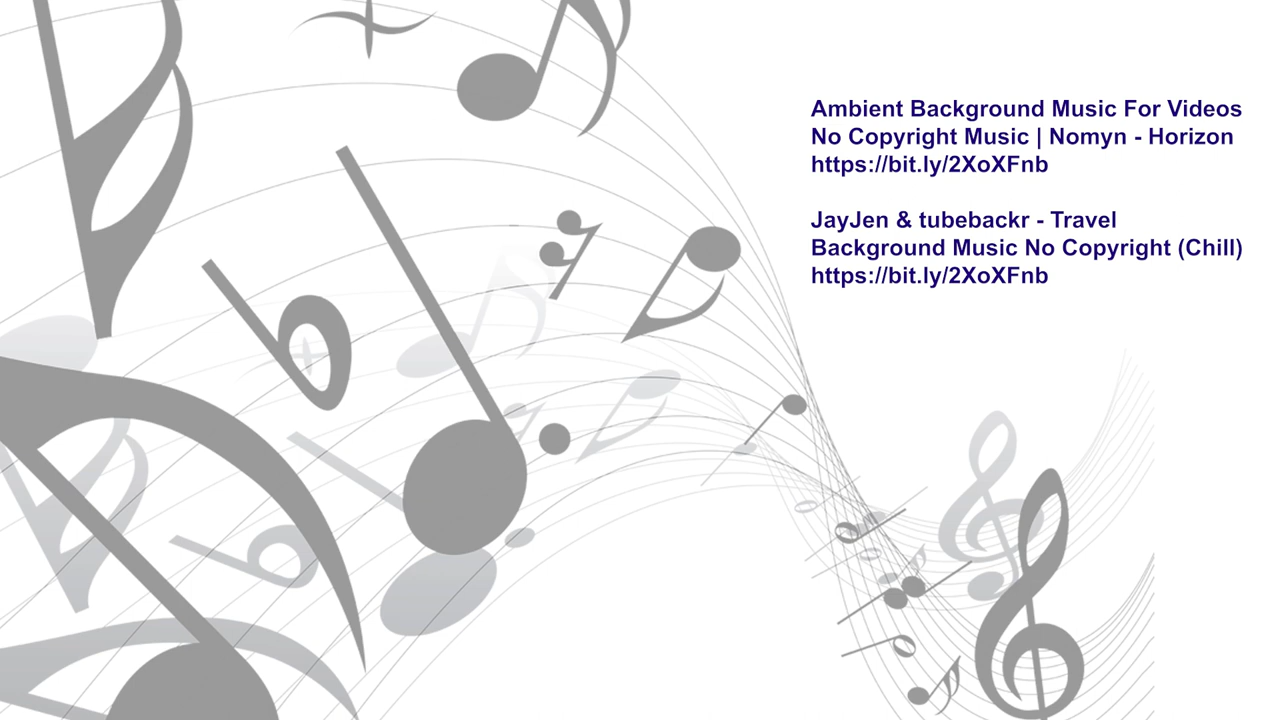 Ambient Background Music For Videos
No Copyright Music | Nomyn - Horizon
https://bit.ly/2XoXFnb
JayJen & tubebackr - Travel
Background Music No Copyright (Chill)
https://bit.ly/2XoXFnb